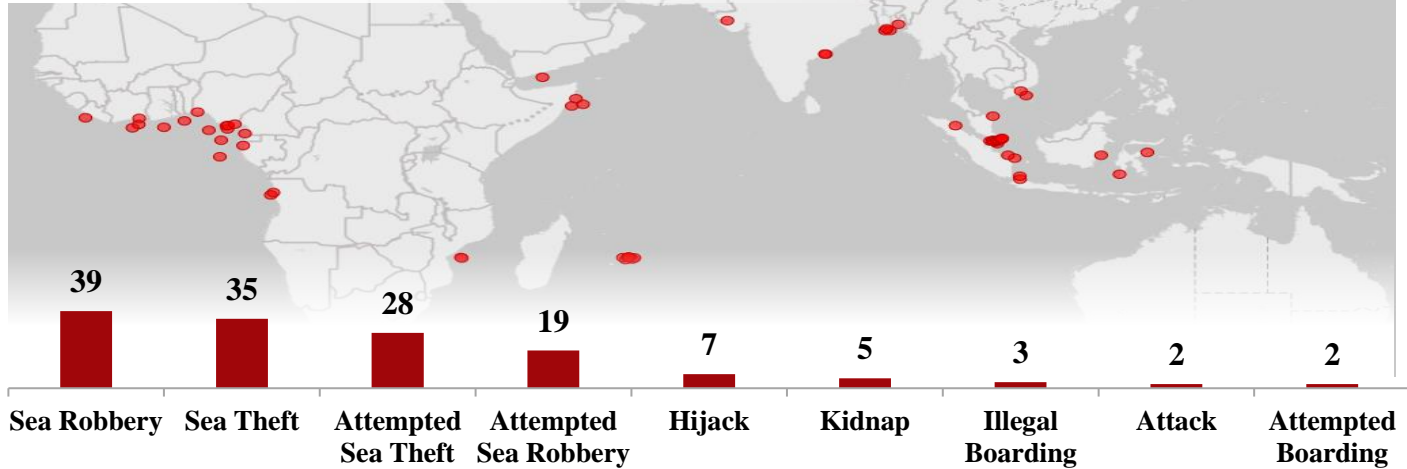 39
35
28
19
7
5
3
2
2
Sea Robbery
Sea Theft
Attempted
Sea Theft
Attempted
Sea Robbery
Hijack
Kidnap
Illegal
Boarding
Attack
Attempted
Boarding